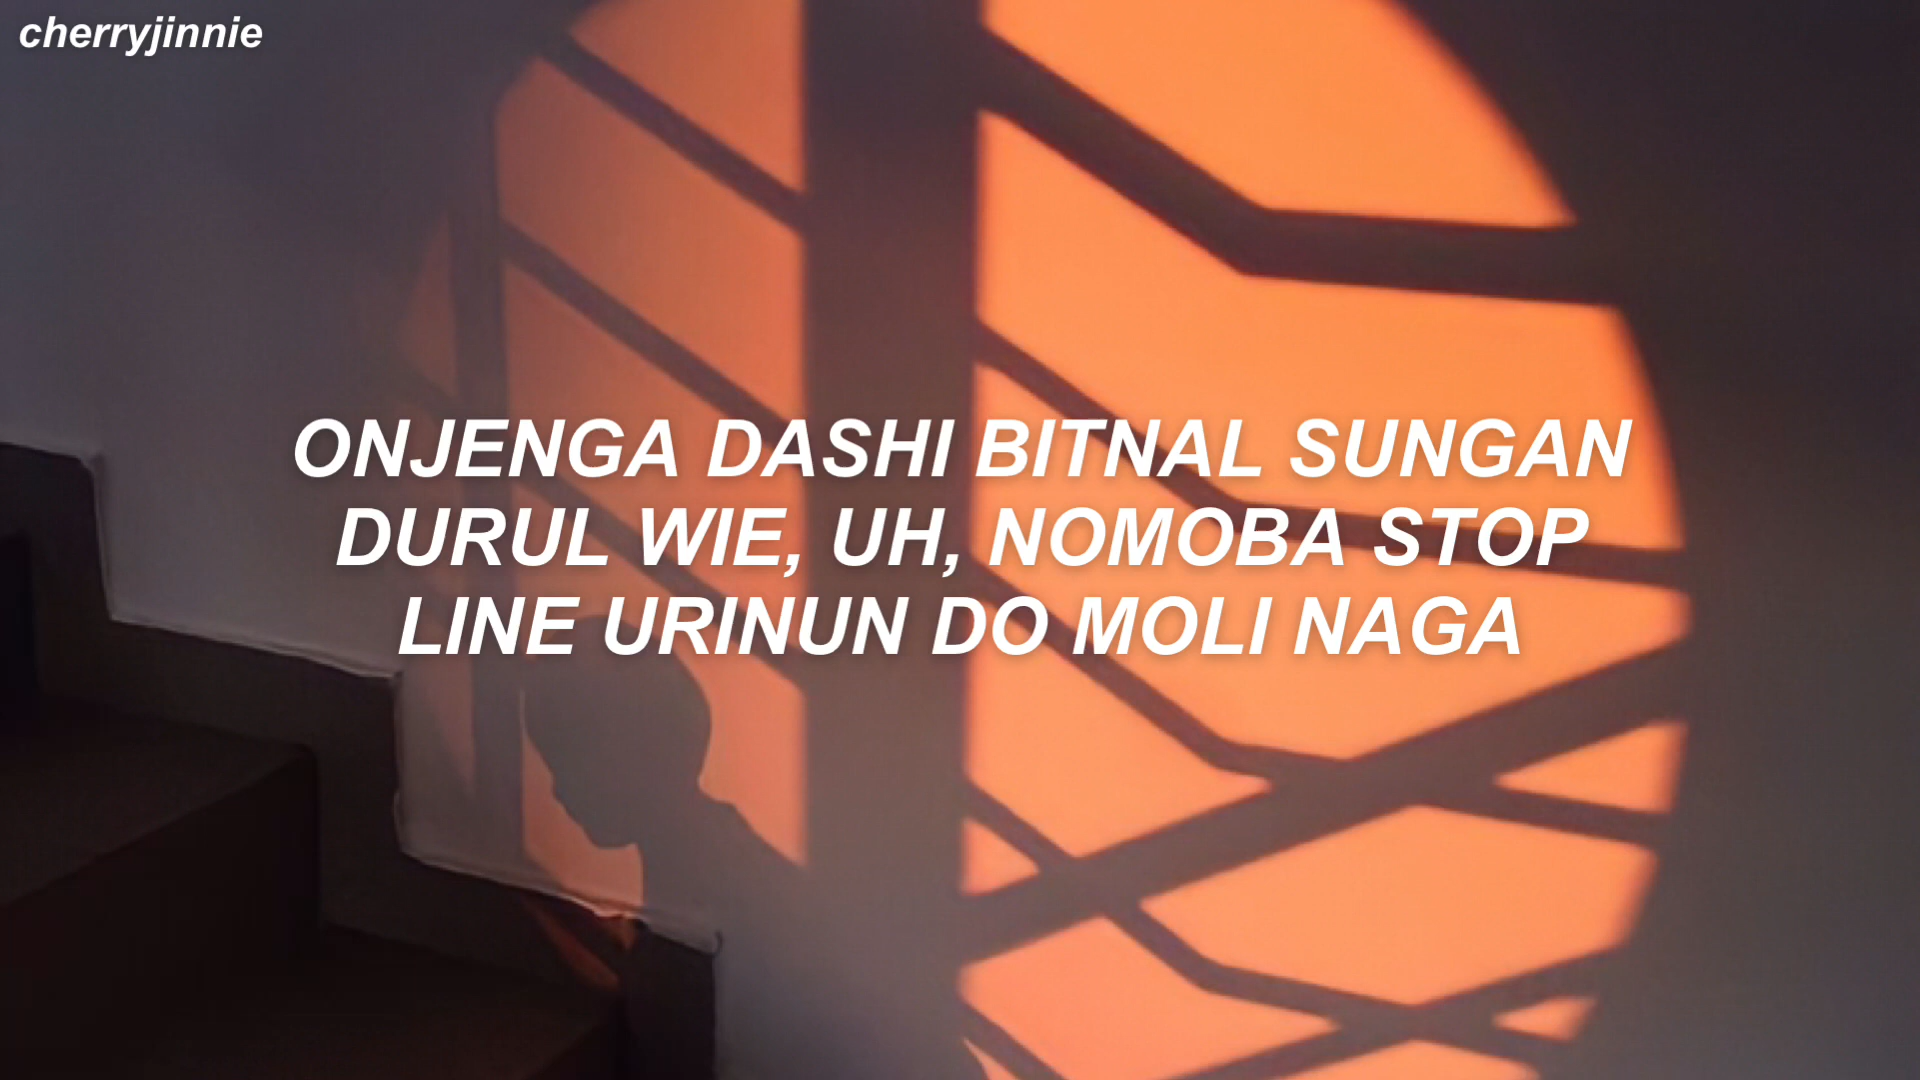 cherryjinnie
ONJENGA DASHI BITNAL SUNGAN
DURUL WIE, UH, NOMOBA STOP
LINE URINUN DO MOLI NAGA